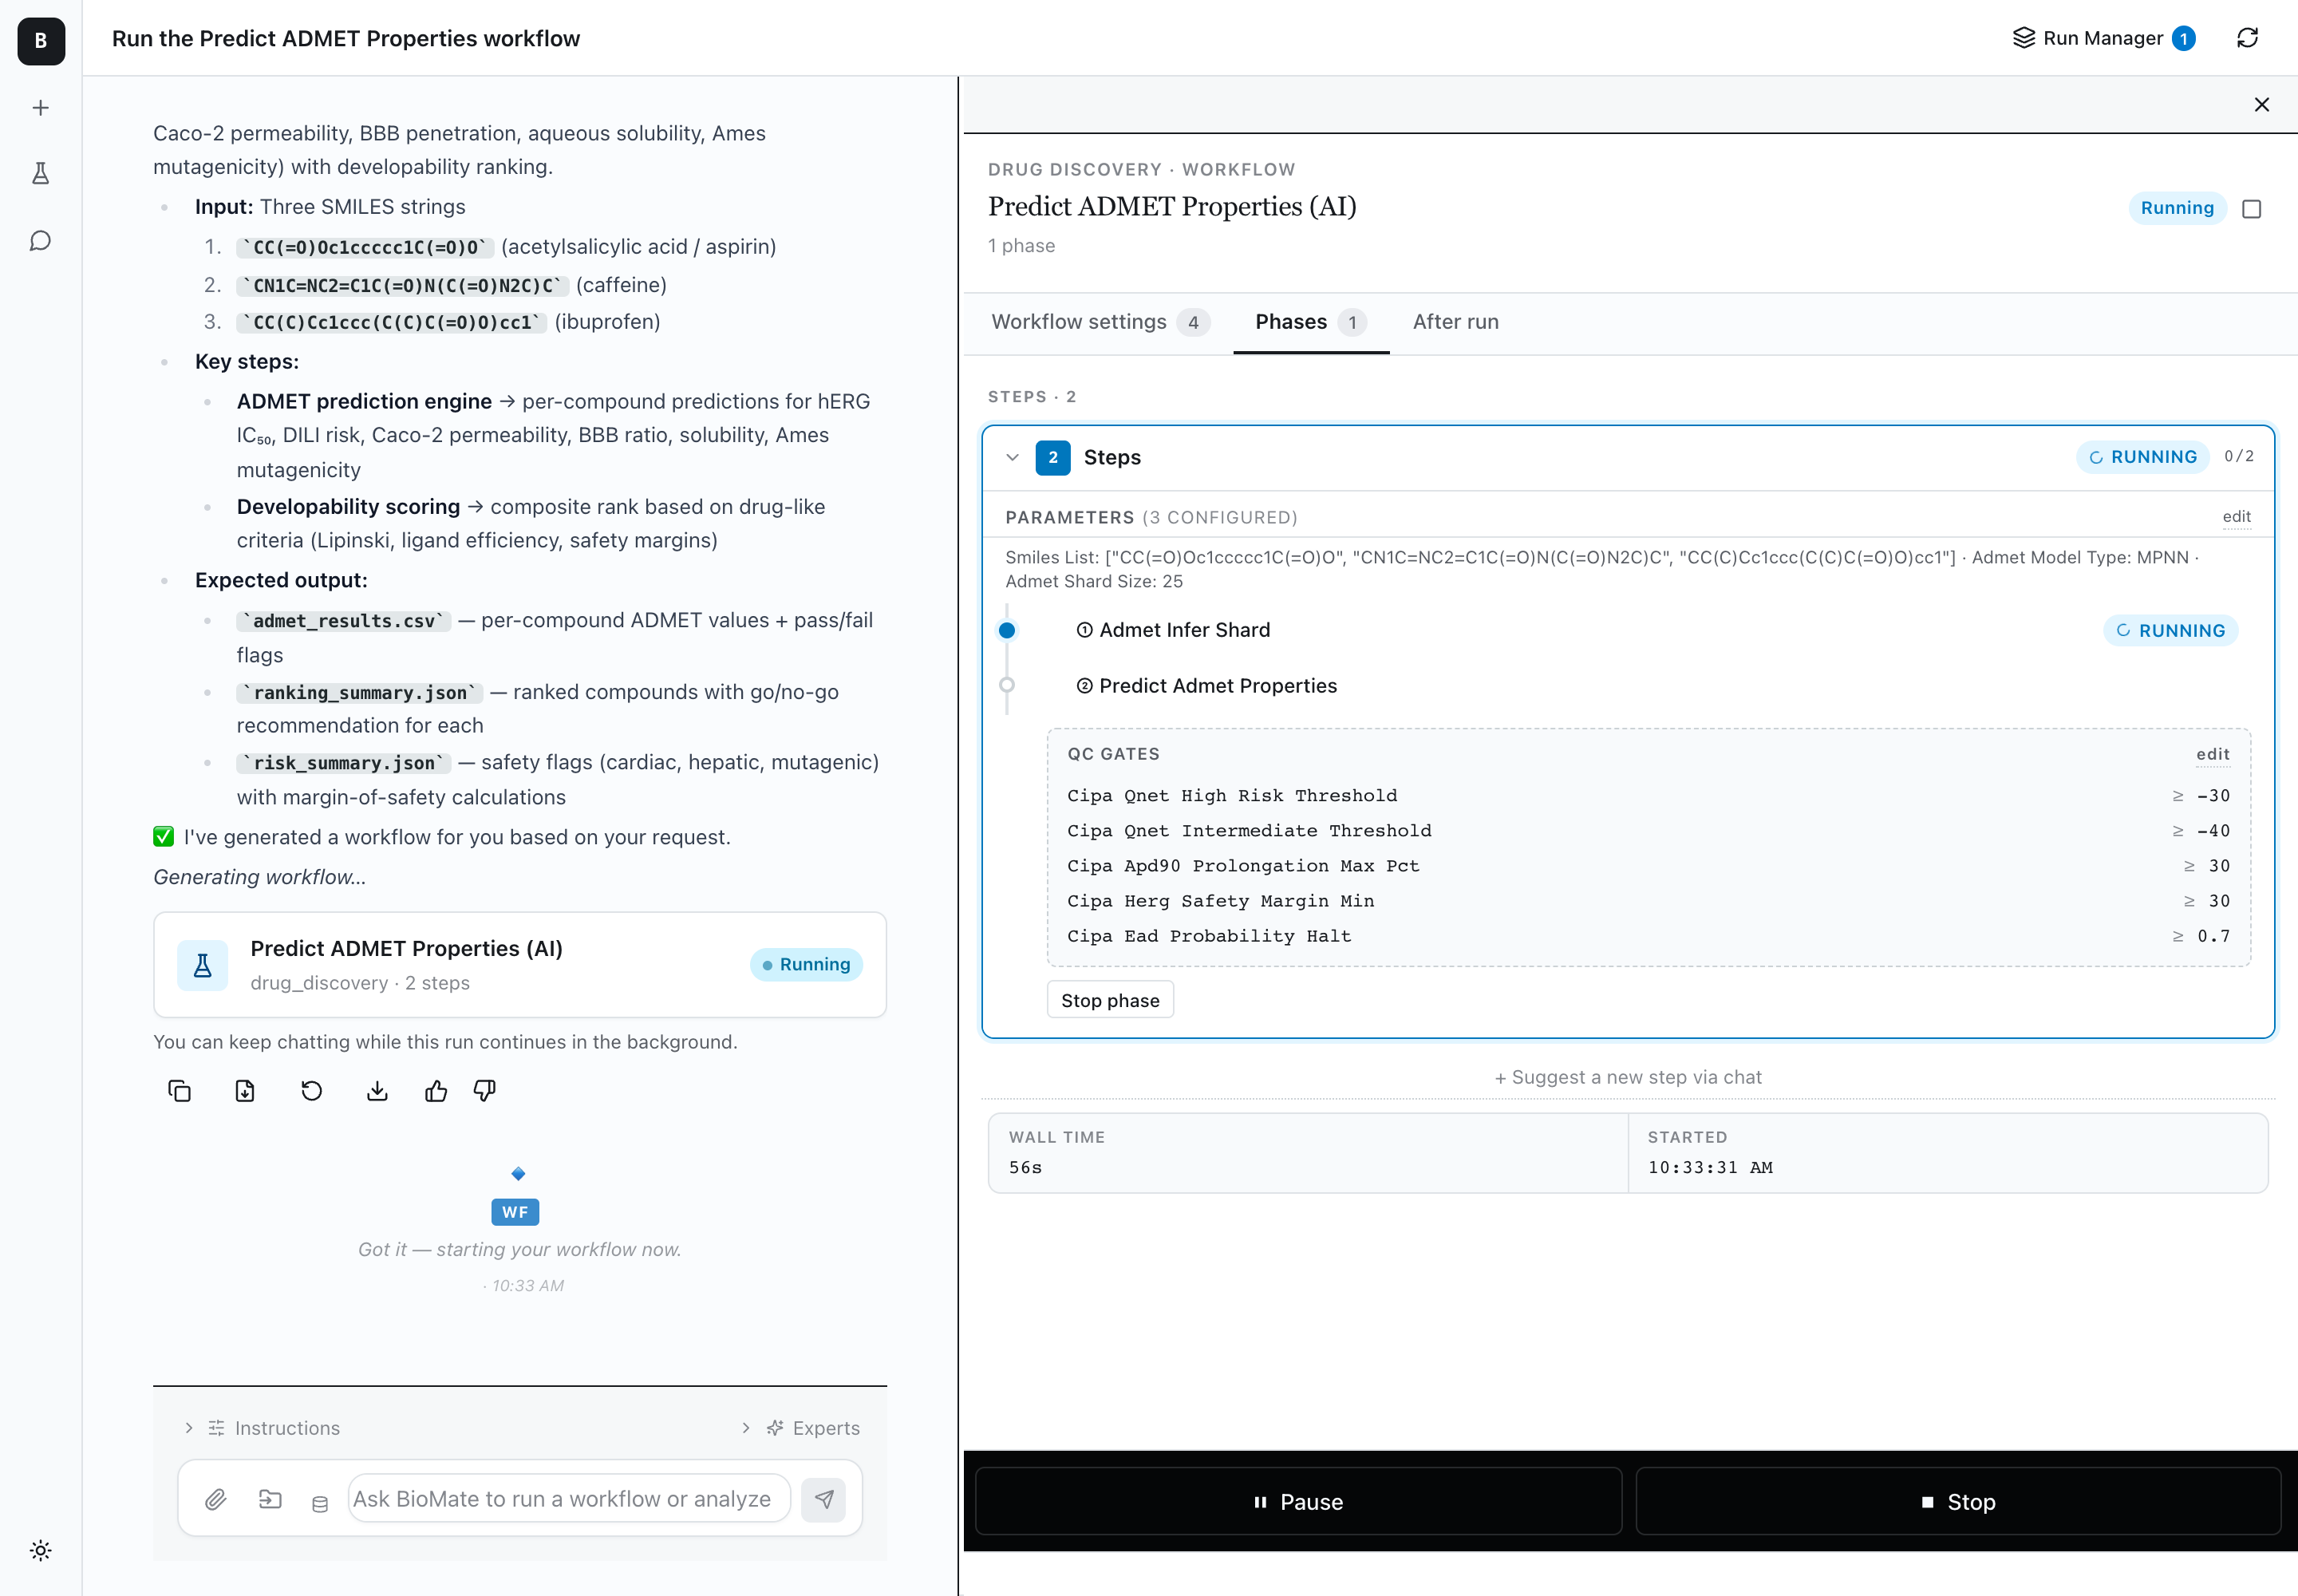 B
Run the Predict ADMET Properties workflow
Run Manager 1
Caco-2 permeability, BBB penetration, aqueous solubility, Ames
mutagenicity) with developability ranking.
Input: Three SMILES strings
1. `CC(=O)Oc1ccccc1C(=O)O` (acetylsalicylic acid / aspirin)
2. `CN1C=NC2=C1C(=O)N(C(=O)N2C)C` (caffeine)
3. `CC(C)Cc1ccc(C(C)C(=O)O)cc1` (ibuprofen)
Key steps:
ADMET prediction engine → per-compound predictions for hERG
IC₅₀, DILI risk, Caco-2 permeability, BBB ratio, solubility, Ames
mutagenicity
Developability scoring → composite rank based on drug-like
criteria (Lipinski, ligand efficiency, safety margins)
Expected output:
`admet_results.csv` — per-compound ADMET values + pass/fail
flags
`ranking_summary.json` — ranked compounds with go/no-go
recommendation for each
`risk_summary.json` — safety flags (cardiac, hepatic, mutagenic)
with margin-of-safety calculations
✅ I've generated a workflow for you based on your request.
Generating workflow...
Predict ADMET Properties (AI)
drug_discovery · 2 steps
Running
You can keep chatting while this run continues in the background.
WF
Got it — starting your workflow now.
· 10:33 AM
Instructions
Experts
Ask BioMate to run a workflow or analyze
DRUG DISCOVERY · WORKFLOW
Predict ADMET Properties (AI)
1 phase
Running
Workflow settings 4
Phases 1
After run
STEPS · 2
2 Steps
RUNNING 0/2
PARAMETERS (3 CONFIGURED)
edit
Smiles List: ["CC(=O)Oc1ccccc1C(=O)O", "CN1C=NC2=C1C(=O)N(C(=O)N2C)C", "CC(C)Cc1ccc(C(C)C(=O)O)cc1"] · Admet Model Type: MPNN ·
Admet Shard Size: 25
① Admet Infer Shard
RUNNING
② Predict Admet Properties
QC GATES
edit
Cipa Qnet High Risk Threshold ≥ -30
Cipa Qnet Intermediate Threshold ≥ -40
Cipa Apd90 Prolongation Max Pct ≥ 30
Cipa Herg Safety Margin Min ≥ 30
Cipa Ead Probability Halt ≥ 0.7
Stop phase
+ Suggest a new step via chat
WALL TIME
56s
STARTED
10:33:31 AM
Pause
Stop